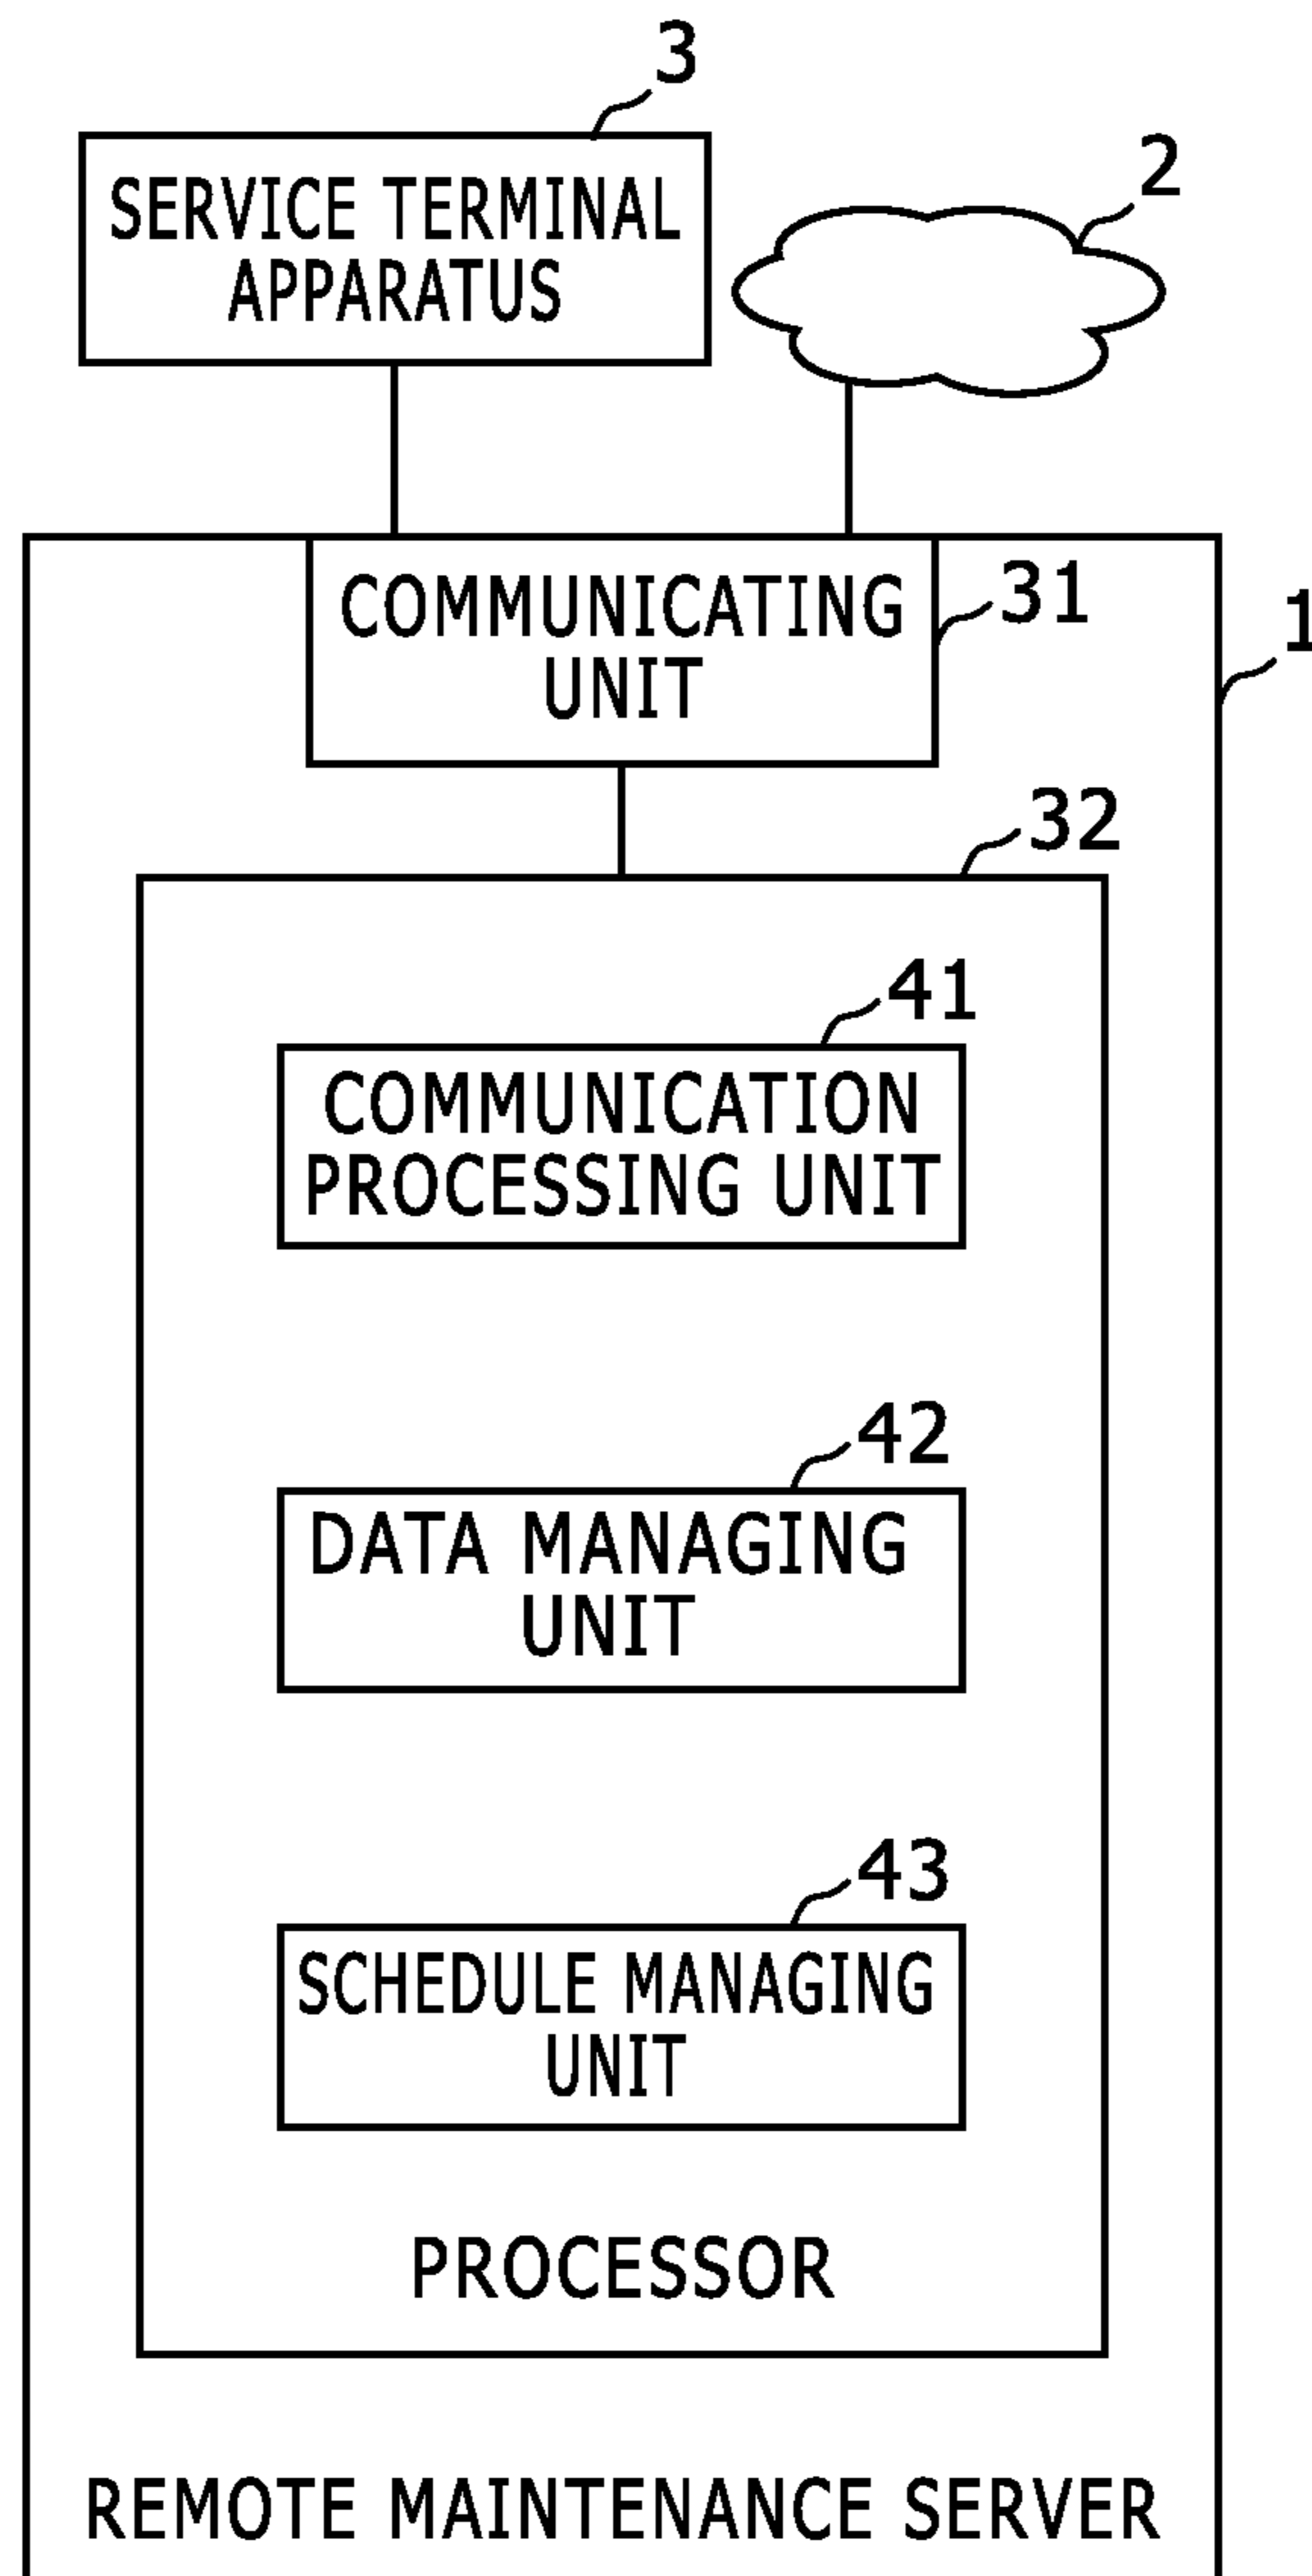 3
SERVICE TERMINAL
APPARATUS
2
COMMUNICATING
UNIT
31
1
32
41
COMMUNICATION
PROCESSING UNIT
42
DATA MANAGING
UNIT
43
SCHEDULE MANAGING
UNIT
PROCESSOR
REMOTE MAINTENANCE SERVER